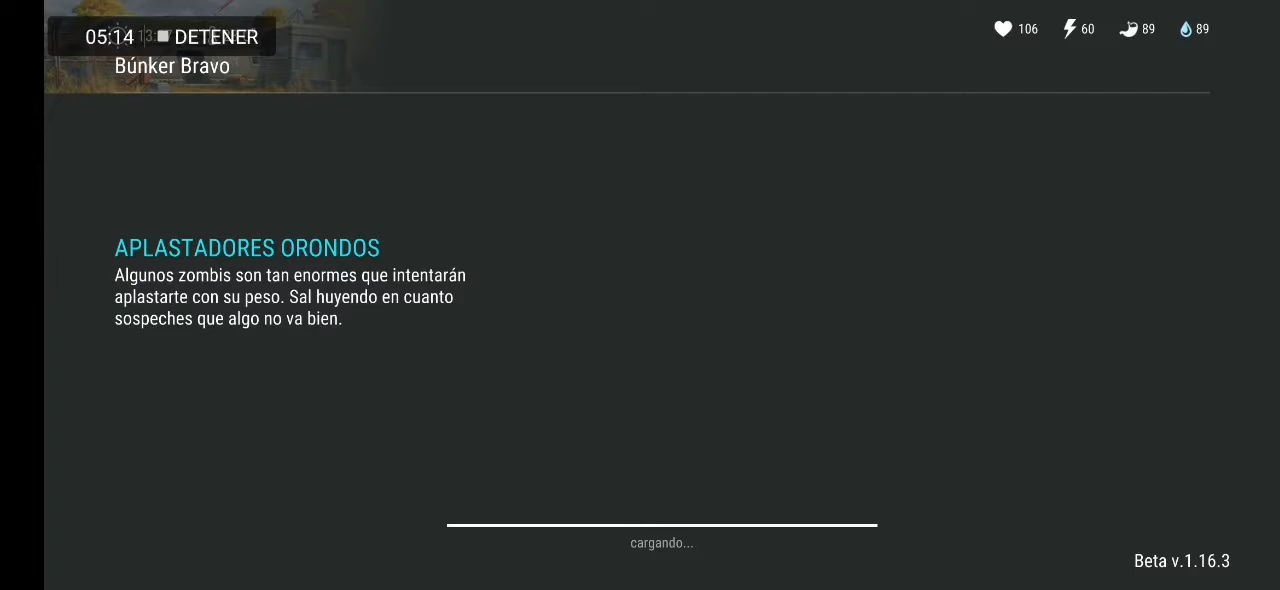 05:14 DETENER
106 60 89 89
Búnker Bravo
APLASTADORES ORONDOS
Algunos zombis son tan enormes que intentarán
aplastarte con su peso. Sal huyendo en cuanto
sospeches que algo no va bien.
cargando...
Beta v.1.16.3